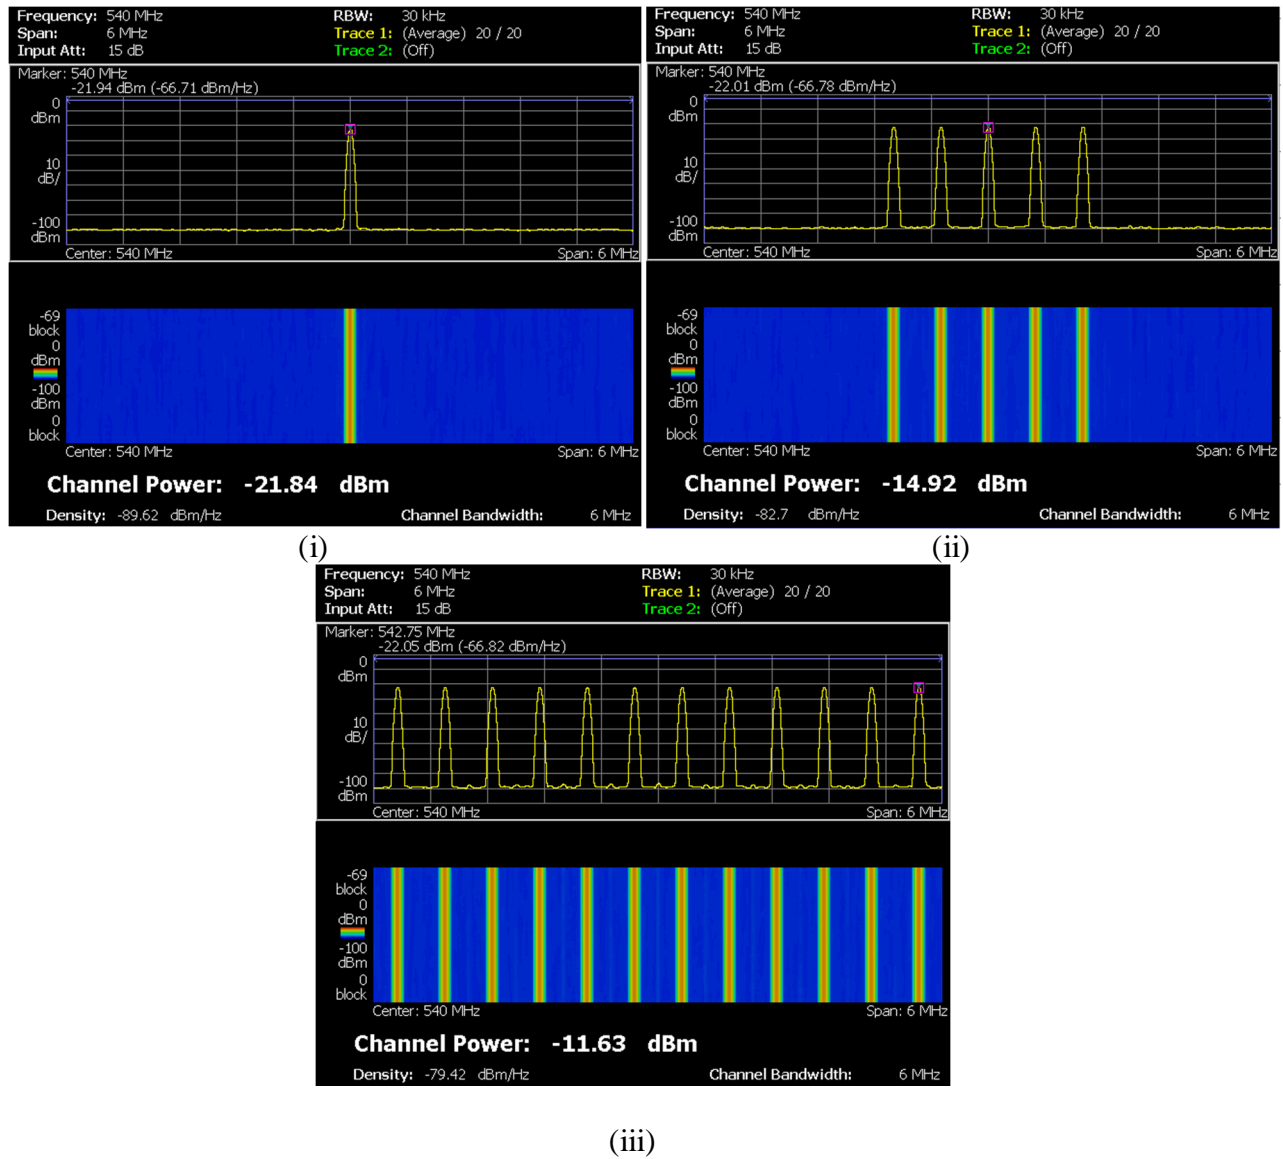 Frequency: 540 MHz RBW: 30 kHz
Span: 6 MHz Trace 1: (Average) 20 / 20
Input Att: 15 dB Trace 2: (Off)
Marker: 540 MHz
-21.94 dBm (-66.71 dBm/Hz)
0
dBm
10
dB/
-100
dBm
Center: 540 MHz Span: 6 MHz
-69
block
0
dBm
-100
dBm
0
block
Center: 540 MHz Span: 6 MHz
Channel Power: -21.84 dBm
Density: -89.62 dBm/Hz Channel Bandwidth: 6 MHz
(i)
Frequency: 540 MHz RBW: 30 kHz
Span: 6 MHz Trace 1: (Average) 20 / 20
Input Att: 15 dB Trace 2: (Off)
Marker: 540 MHz
-22.01 dBm (-66.78 dBm/Hz)
0
dBm
10
dB/
-100
dBm
Center: 540 MHz Span: 6 MHz
-69
block
0
dBm
-100
dBm
0
block
Center: 540 MHz Span: 6 MHz
Channel Power: -14.92 dBm
Density: -82.7 dBm/Hz Channel Bandwidth: 6 MHz
(ii)
Frequency: 540 MHz RBW: 30 kHz
Span: 6 MHz Trace 1: (Average) 20 / 20
Input Att: 15 dB Trace 2: (Off)
Marker: 542.75 MHz
-22.05 dBm (-66.82 dBm/Hz)
0
dBm
10
dB/
-100
dBm
Center: 540 MHz Span: 6 MHz
-69
block
0
dBm
-100
dBm
0
block
Center: 540 MHz Span: 6 MHz
Channel Power: -11.63 dBm
Density: -79.42 dBm/Hz Channel Bandwidth: 6 MHz
(iii)